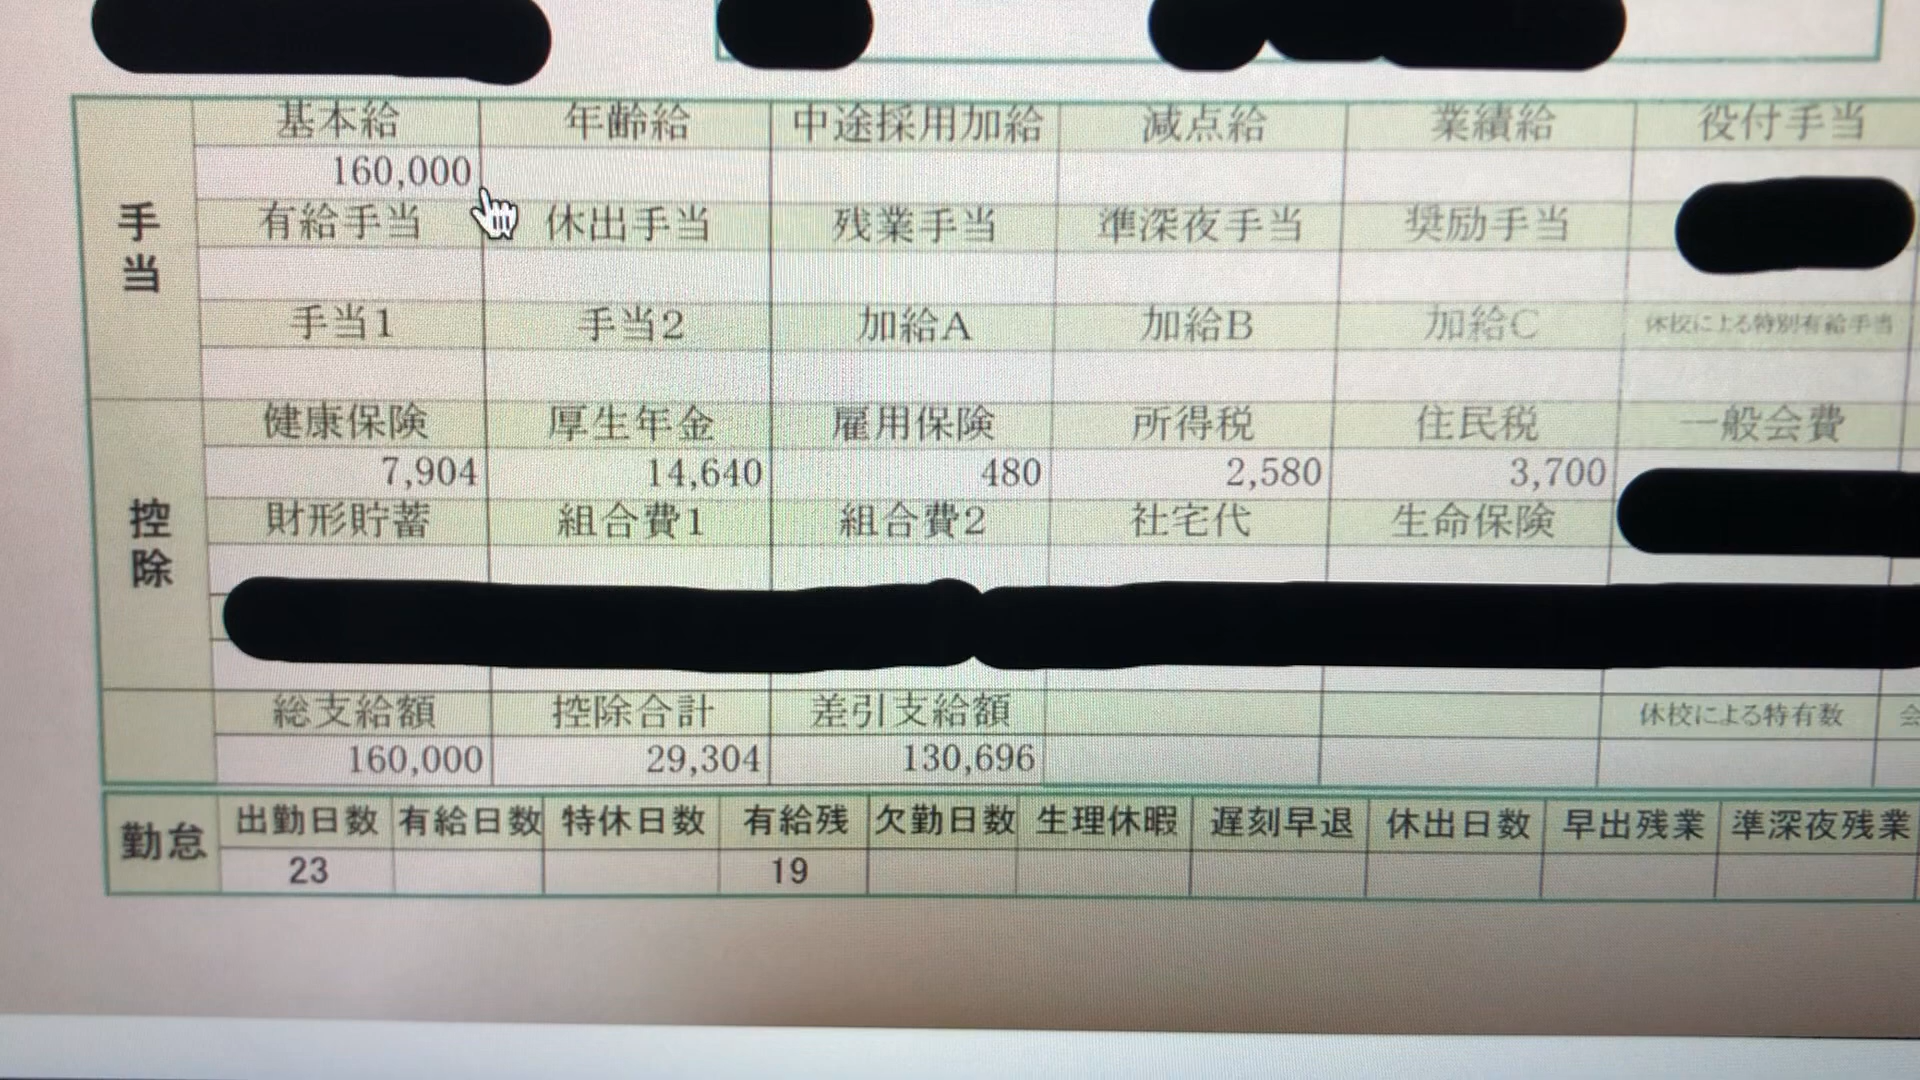 基本給 年齢給 中途採用加給 減点給 業績給 役付手当
160,000
手当
有給手当 休出手当 残業手当 準深夜手当 奨励手当
手当1 手当2 加給A 加給B 加給C 休校による特別有給手当
健康保険 厚生年金 雇用保険 所得税 住民税 一般会費
7,904 14,640 480 2,580 3,700
控除
財形貯蓄 組合費1 組合費2 社宅代 生命保険
総支給額 控除合計 差引支給額 休校による特有数 会
160,000 29,304 130,696
勤怠 出勤日数 有給日数 特休日数 有給残 欠勤日数 生理休暇 遅刻早退 休出日数 早出残業 準深夜残業
23 19